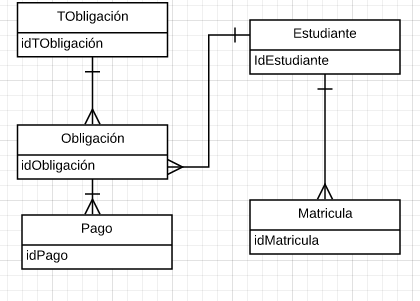 TObligación
idTObligación
Estudiante
IdEstudiante
Obligación
idObligación
Pago
idPago
Matricula
idMatricula